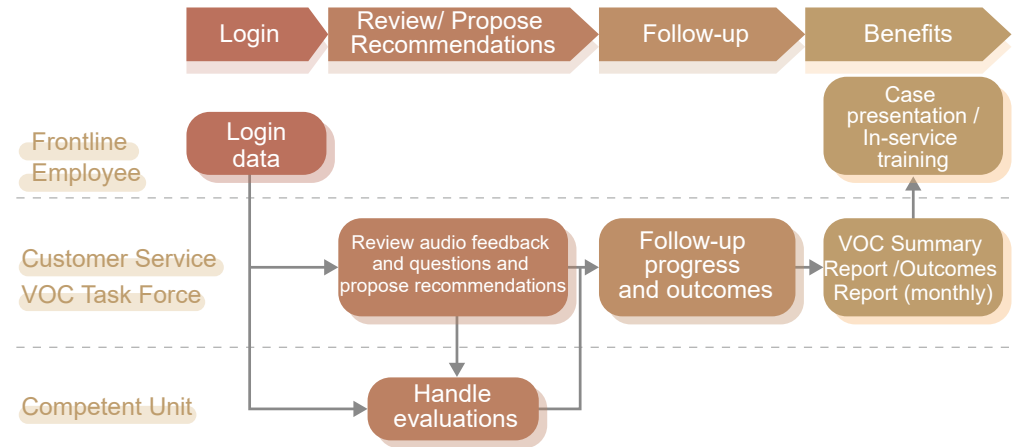 Login
Review/ Propose
Recommendations
Follow-up
Benefits
Frontline
Employee
Login
data
Case
presentation /
In-service
training
Customer Service
VOC Task Force
Review audio feedback
and questions and
propose recommendations
Follow-up
progress
and outcomes
VOC Summary
Report /Outcomes
Report (monthly)
Competent Unit
Handle
evaluations